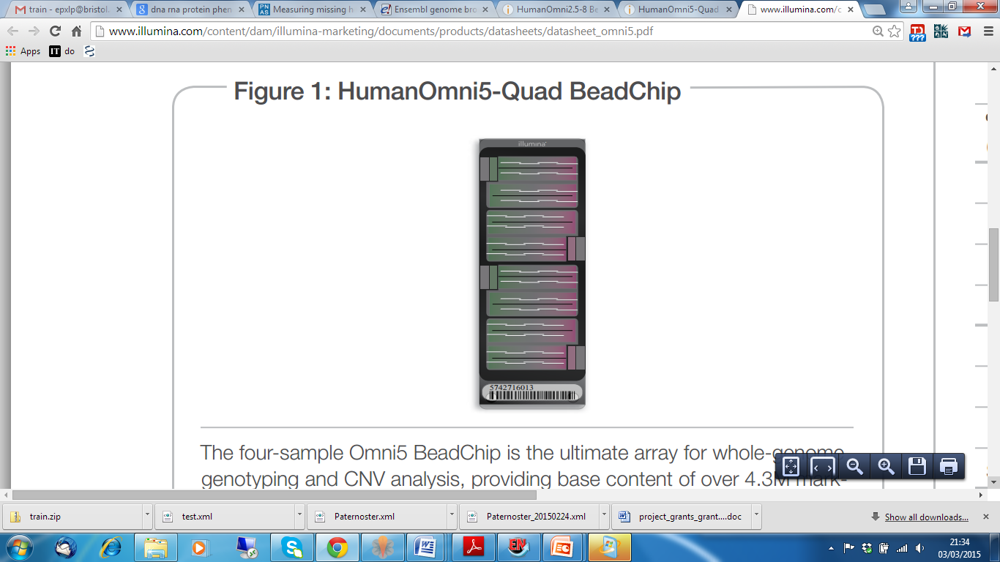 train - epxlp@bristol.
dna rna protein phen
Measuring missing h
Ensembl genome bro
HumanOmni2.5-8 Be
HumanOmni5-Quad
www.illumina.com/c
www.illumina.com/content/dam/illumina-marketing/documents/products/datasheets/datasheet_omni5.pdf
Apps
IT do
Figure 1: HumanOmni5-Quad BeadChip
illumina
5742716013
The four-sample Omni5 BeadChip is the ultimate array for whole-genome
genotyping and CNV analysis, providing base content of over 4.3M mark-
train.zip
test.xml
Paternoster.xml
Paternoster_20150224.xml
project_grants_grant....doc
Show all downloads...
21:34
03/03/2015